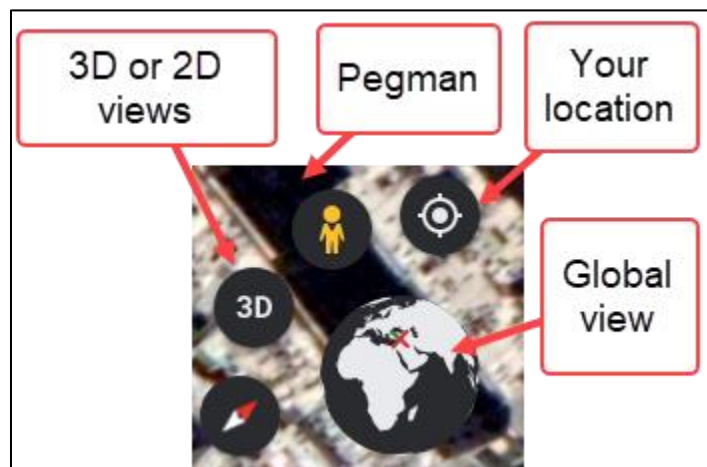 3D or 2D
views
Pegman
Your
location
Global
view
3D